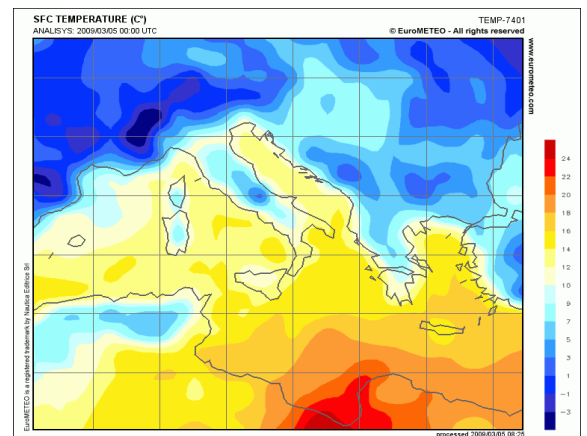 SFC TEMPERATURE (C°)
TEMP-7401
ANALISYS: 2009/03/05 00:00 UTC
© EuroMETEO - All rights reserved
www.eurometeo.com
24
22
20
18
16
14
12
10
9
7
5
3
1
−1
−3
EuroMETEO is a registered trademark by Nautica Editrice Srl
processed 2009/03/05 08:25